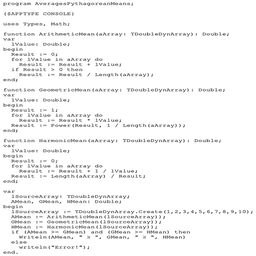 program AveragesPythagoreanMeans;
{$APPTYPE CONSOLE}
uses Types, Math;
function ArithmeticMean(aArray: TDoubleDynArray): Double;
var
lValue: Double;
begin
Result := 0;
for lValue in aArray do
Result := Result + lValue;
if Result > 0 then
Result := Result / Length(aArray);
end;
function GeometricMean(aArray: TDoubleDynArray): Double;
var
lValue: Double;
begin
Result := 1;
for lValue in aArray do
Result := Result * lValue;
Result := Power(Result, 1 / Length(aArray));
end;
function HarmonicMean(aArray: TDoubleDynArray): Double;
var
lValue: Double;
begin
Result := 0;
for lValue in aArray do
Result := Result + 1 / lValue;
Result := Length(aArray) / Result;
end;
var
lSourceArray: TDoubleDynArray;
AMean, GMean, HMean: Double;
begin
lSourceArray := TDoubleDynArray.Create(1,2,3,4,5,6,7,8,9,10);
AMean := ArithmeticMean(lSourceArray);
GMean := GeometricMean(lSourceArray);
HMean := HarmonicMean(lSourceArray);
if (AMean >= GMean) and (GMean >= HMean) then
Writeln(AMean, " ≥ ", GMean, " ≥ ", HMean)
else
writeln("Error!");
end.